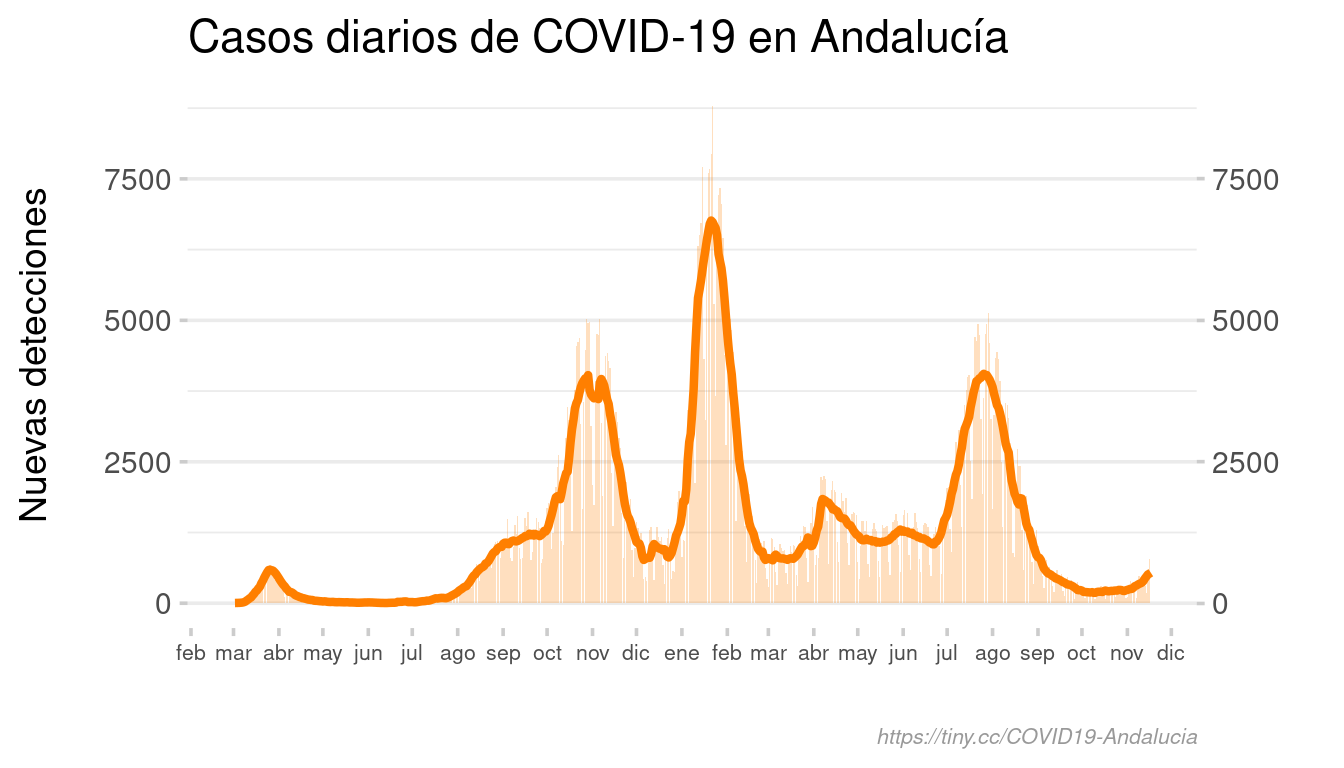 Casos diarios de COVID-19 en Andalucía
Nuevas detecciones
7500 7500
5000 5000
2500 2500
0 0
feb mar abr may jun jul ago sep oct nov dic ene feb mar abr may jun jul ago sep oct nov dic
https://tiny.cc/COVID19-Andalucia